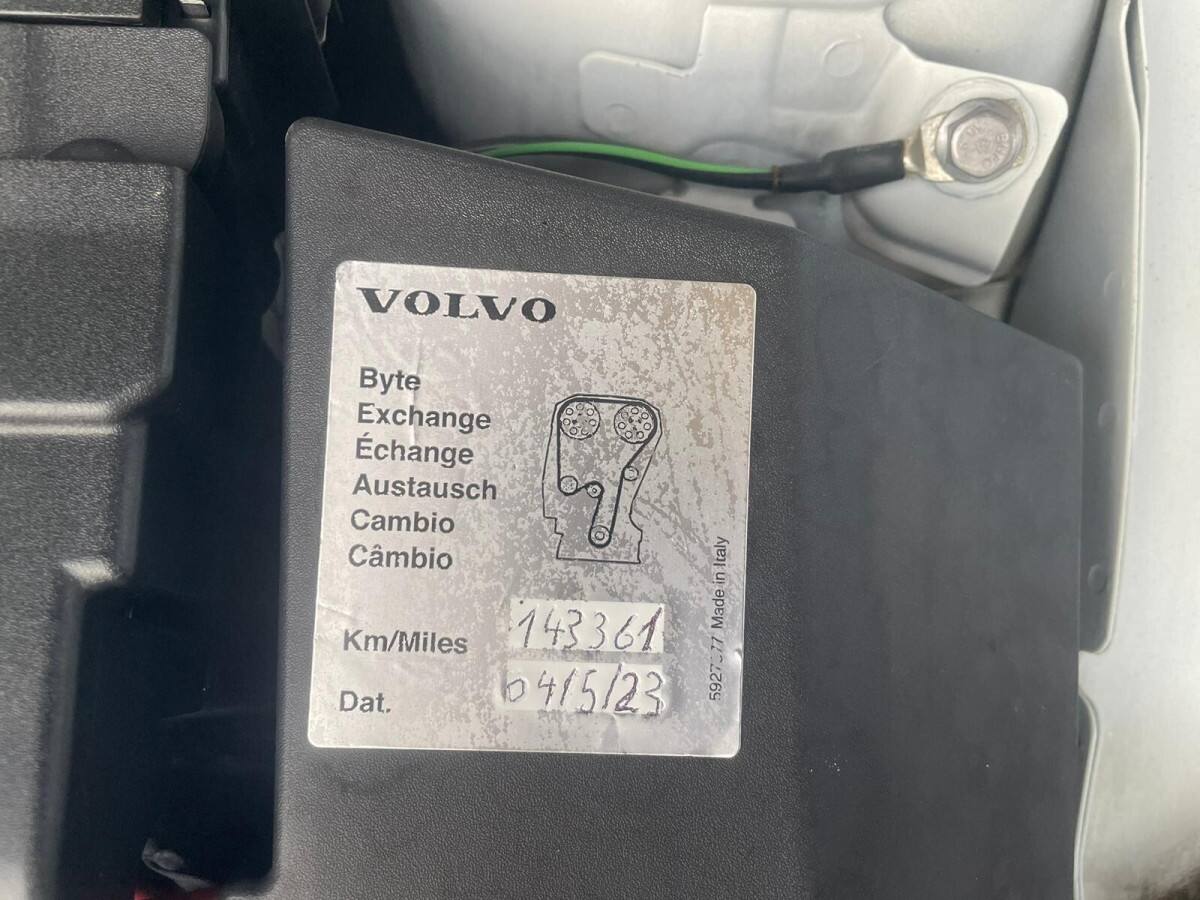 VOLVO
Byte
Exchange
Échange
Austausch
Cambio
Câmbio
Km/Miles 143361
Dat. 04/5/23
Made in Italy